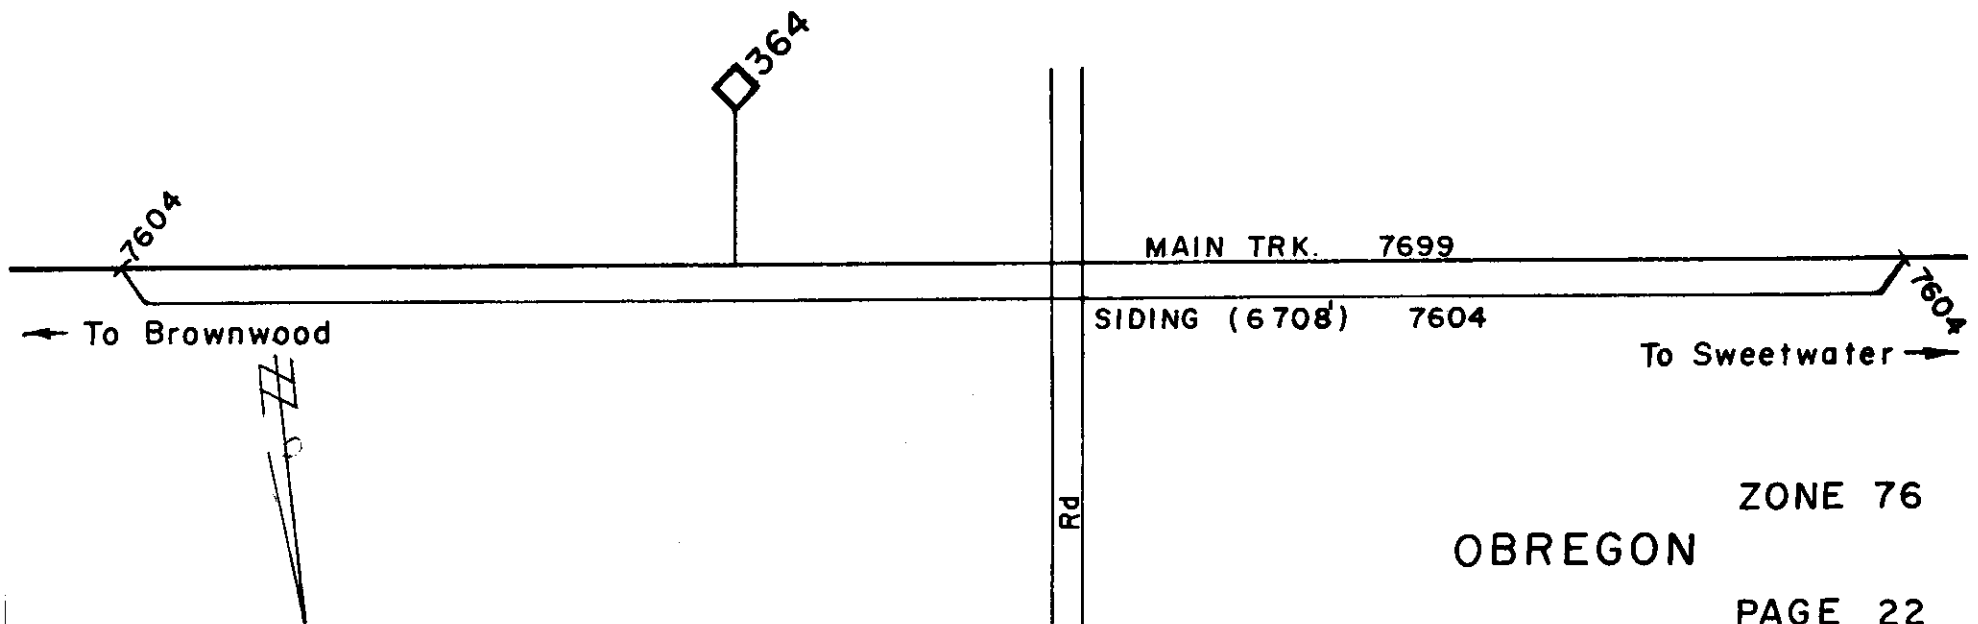 364
7604
MAIN TRK. 7699
SIDING (6708') 7604
7604
← To Brownwood
To Sweetwater →
N
Rd
ZONE 76
OBREGON
PAGE 22